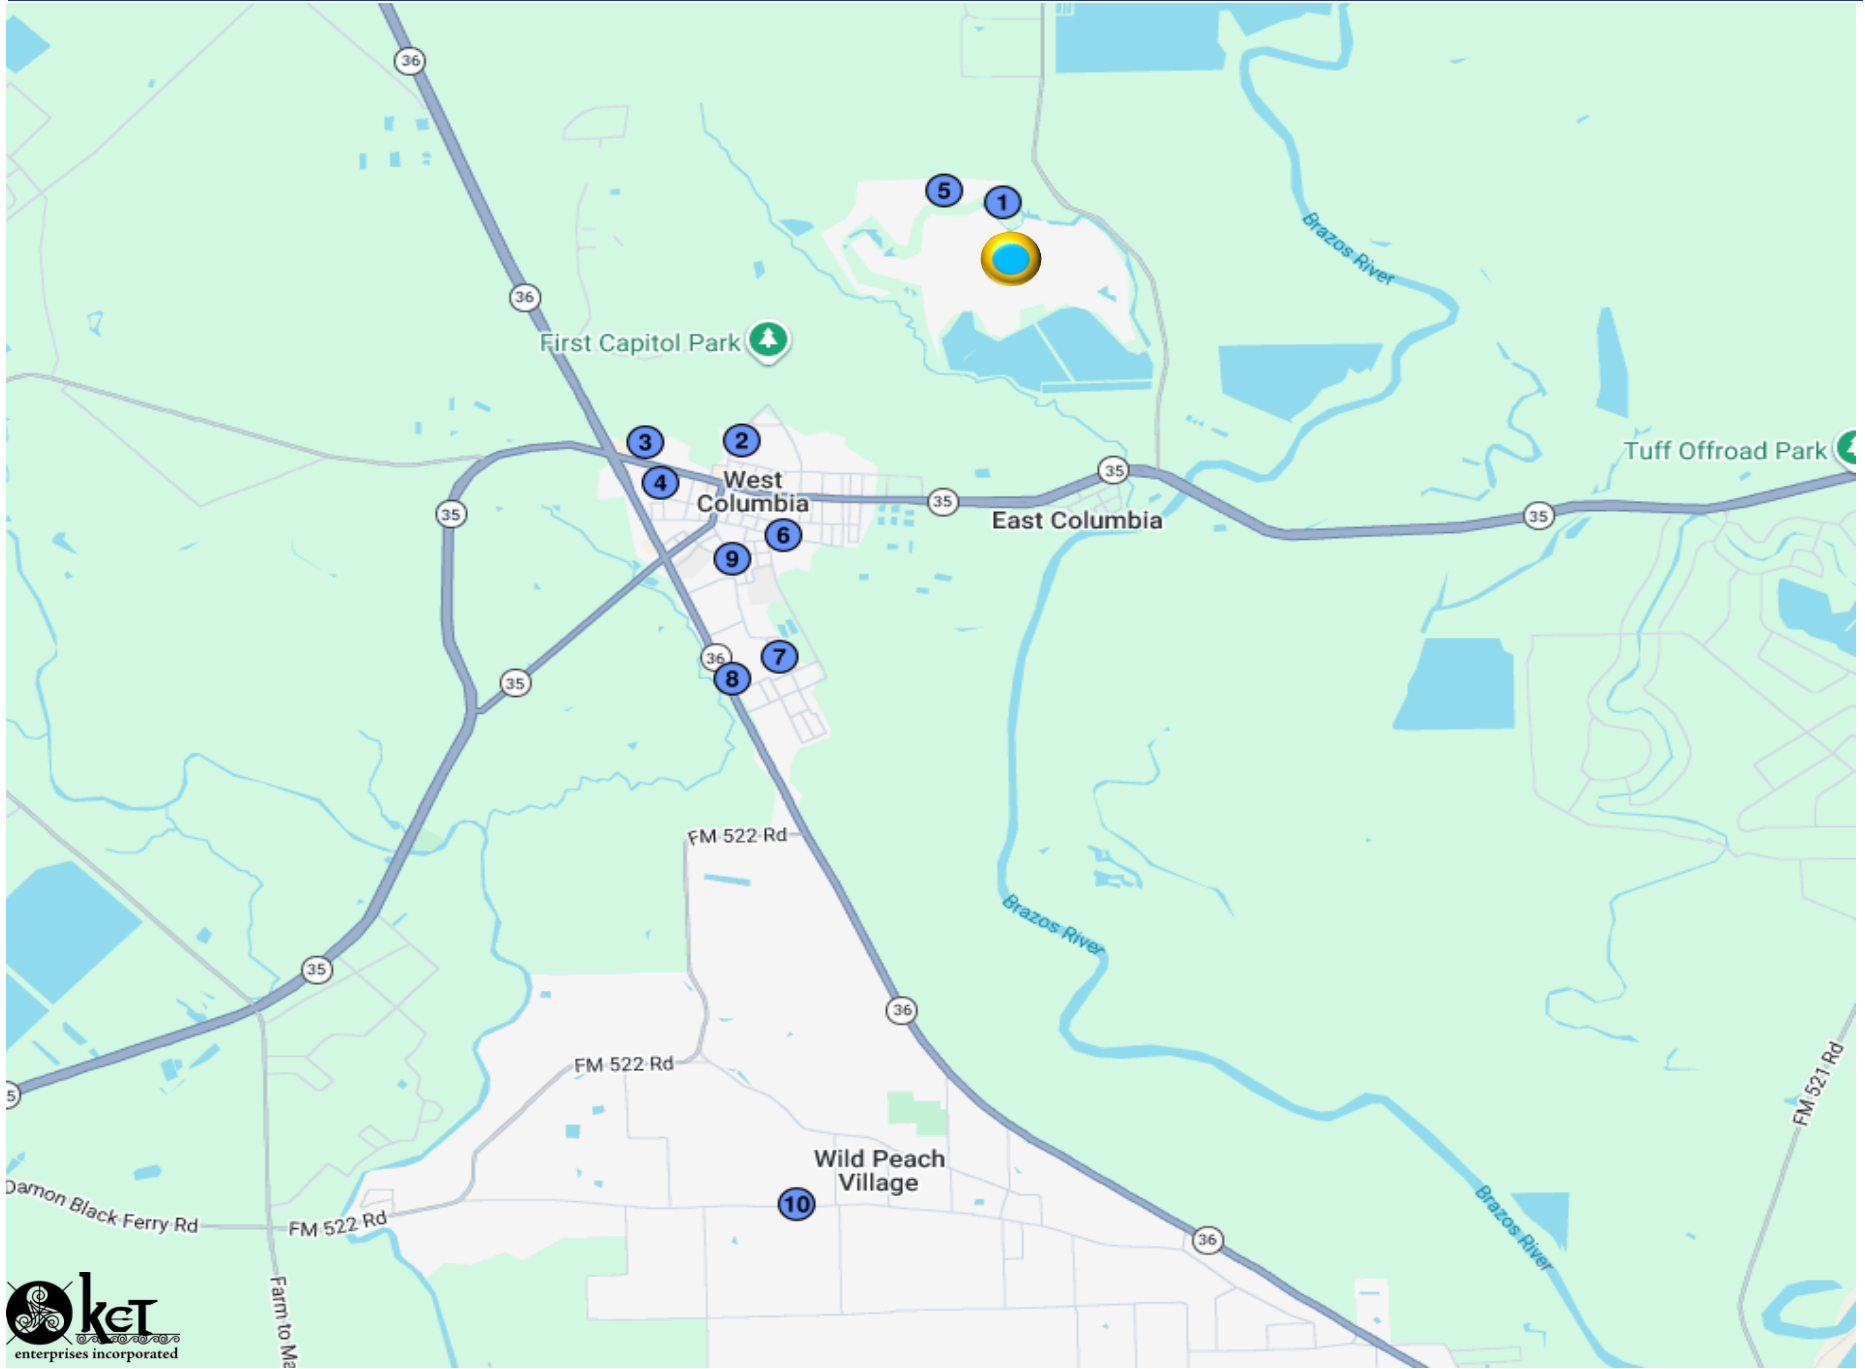 36
5
1
Brazos River
36
First Capitol Park
3
2
Tuff Offroad Park
35
4
West
Columbia
35
35
35
East Columbia
6
9
36
7
8
35
FM 522 Rd
Brazos River
35
36
FM 521 Rd
FM 522 Rd
5
Wild Peach
Village
Damon Black Ferry Rd
FM 522 Rd
10
Brazos River
36
Farm to Ma
kct
enterprises incorporated